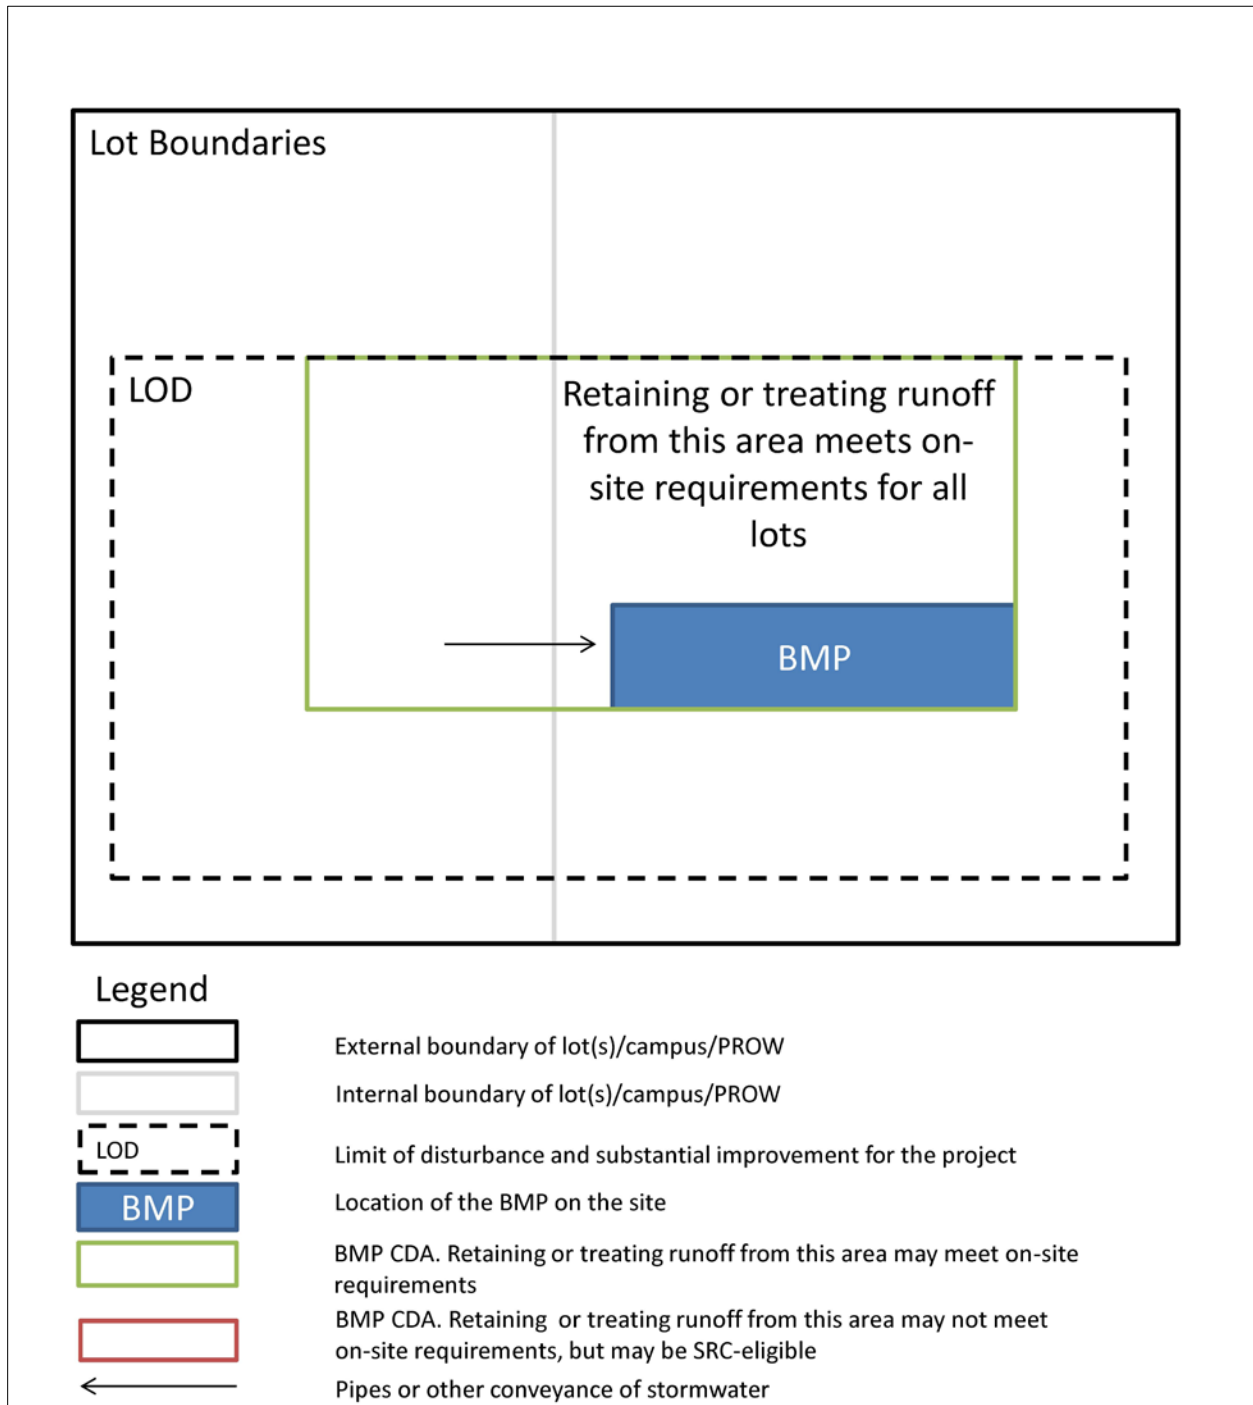 Lot Boundaries
LOD
Retaining or treating runoff
from this area meets on-
site requirements for all
lots
BMP
Legend
External boundary of lot(s)/campus/PROW
Internal boundary of lot(s)/campus/PROW
LOD
Limit of disturbance and substantial improvement for the project
BMP
Location of the BMP on the site
BMP CDA. Retaining or treating runoff from this area may meet on-site
requirements
BMP CDA. Retaining or treating runoff from this area may not meet
on-site requirements, but may be SRC-eligible
Pipes or other conveyance of stormwater